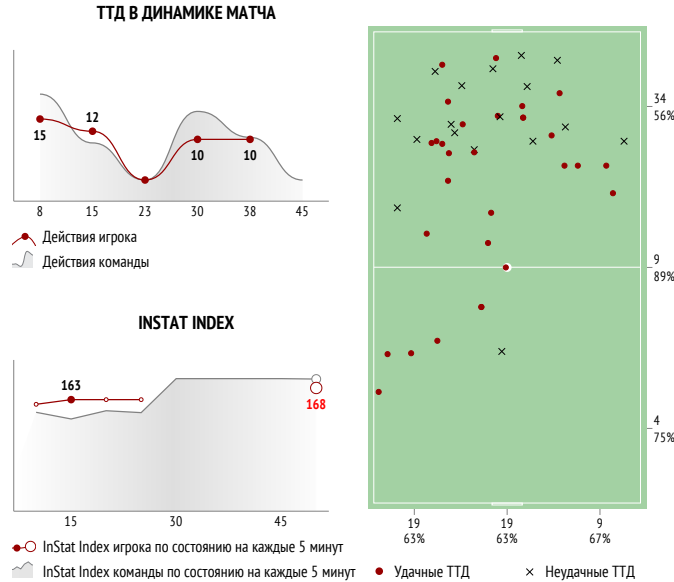 ТТД В ДИНАМИКЕ МАТЧА
15
12
10
10
8 15 23 30 38 45
Действия игрока
Действия команды
INSTAT INDEX
163
168
15 30 45
InStat Index игрока по состоянию на каждые 5 минут
InStat Index команды по состоянию на каждые 5 минут
34
56%
9
89%
4
75%
19 19 9
63% 63% 67%
Удачные ТТД
Неудачные ТТД